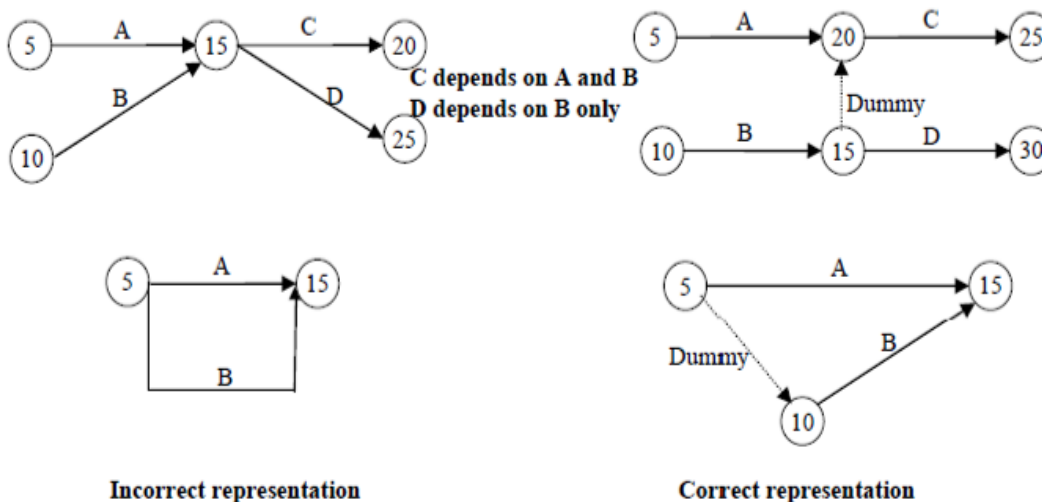 A
C
5
15
20
C depends on A and B
B
D
D depends on B only
10
25
A
C
5
20
25
Dummy
B
D
10
15
30
A
5
15
B
A
5
15
Dummy
B
10
Incorrect representation
Correct representation